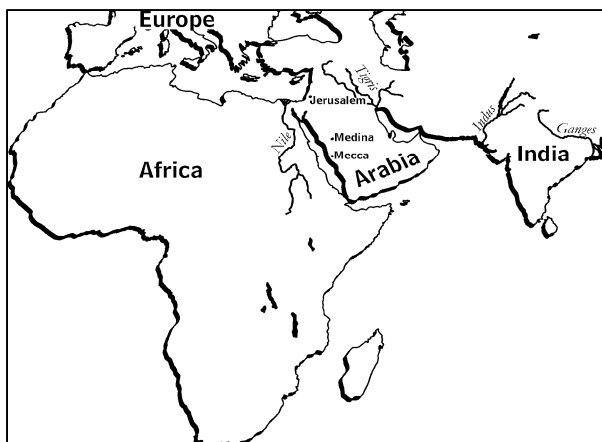 Europe
Tigris
Jerusalem
Indus
Ganges
Nile
Medina
Mecca
Arabia
India
Africa